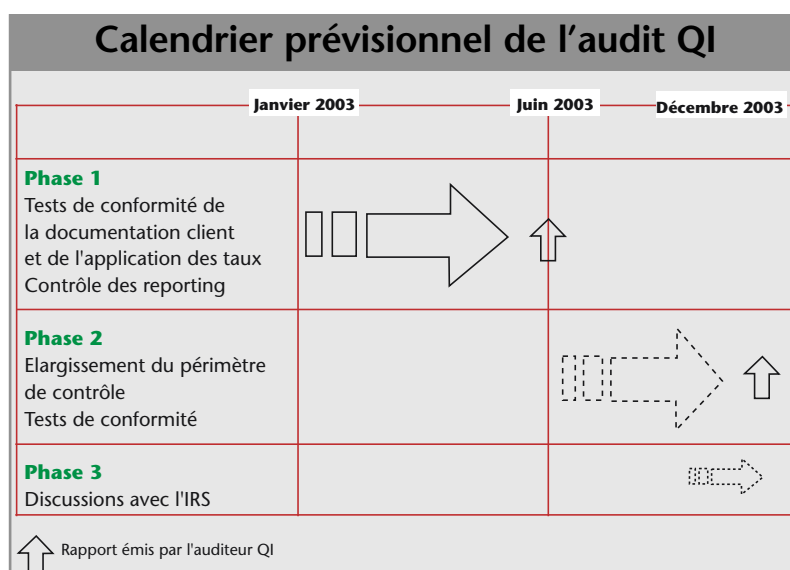 Calendrier prévisionnel de l’audit QI
Janvier 2003
Juin 2003
Décembre 2003
Phase 1
Tests de conformité de
la documentation client
et de l'application des taux
Contrôle des reporting
Phase 2
Elargissement du périmètre
de contrôle
Tests de conformité
Phase 3
Discussions avec l'IRS
Rapport émis par l'auditeur QI